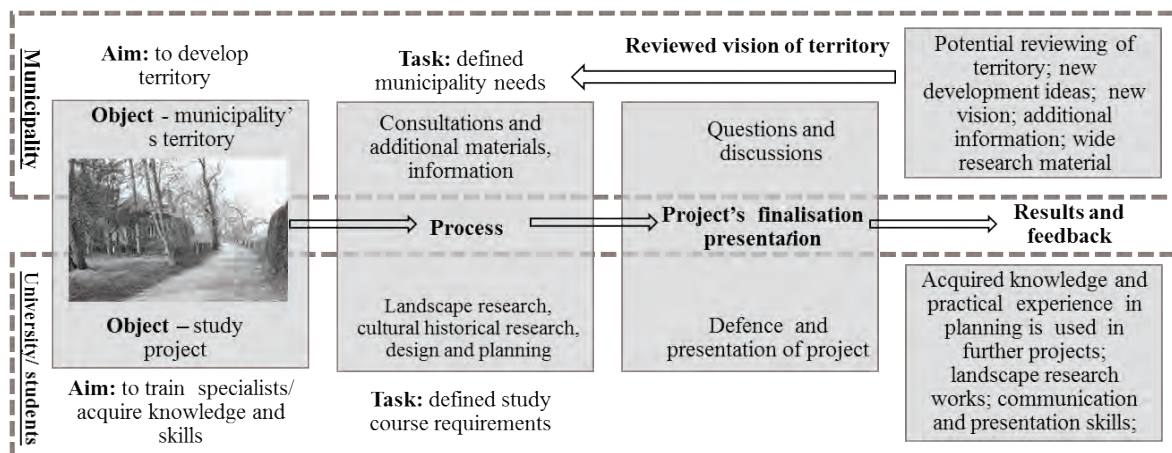 Municipality
Aim: to develop
territory
Object - municipality’
s territory
Object – study
project
Aim: to train specialists/
acquire knowledge and
skills
Task: defined
municipality needs
Consultations and
additional materials,
information
Process
Landscape research,
cultural historical research,
design and planning
Task: defined study
course requirements
Reviewed vision of territory
Questions and
discussions
Project’s finalisation
presentation
Defence and
presentation of project
Potential reviewing of
territory; new
development ideas; new
vision; additional
information; wide
research material
Results and
feedback
Acquired knowledge and
practical experience in
planning is used in
further projects;
landscape research
works; communication
and presentation skills;
University/
students